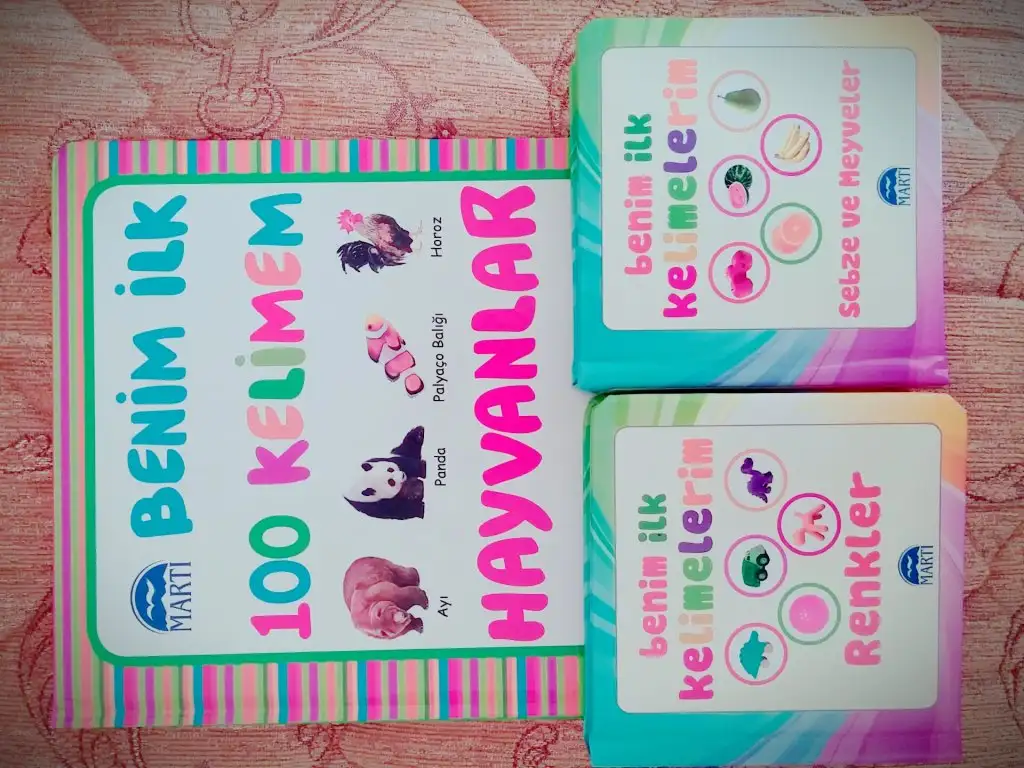 MARTI
BENİM İLK
100 KELİMEM
Ayı
Panda
Palyaço Balığı
Horoz
HAYVANLAR
benim ilk
kelimelerim
Sebze ve Meyveler
MARTI
benim ilk
kelimelerim
Renkler
MARTI